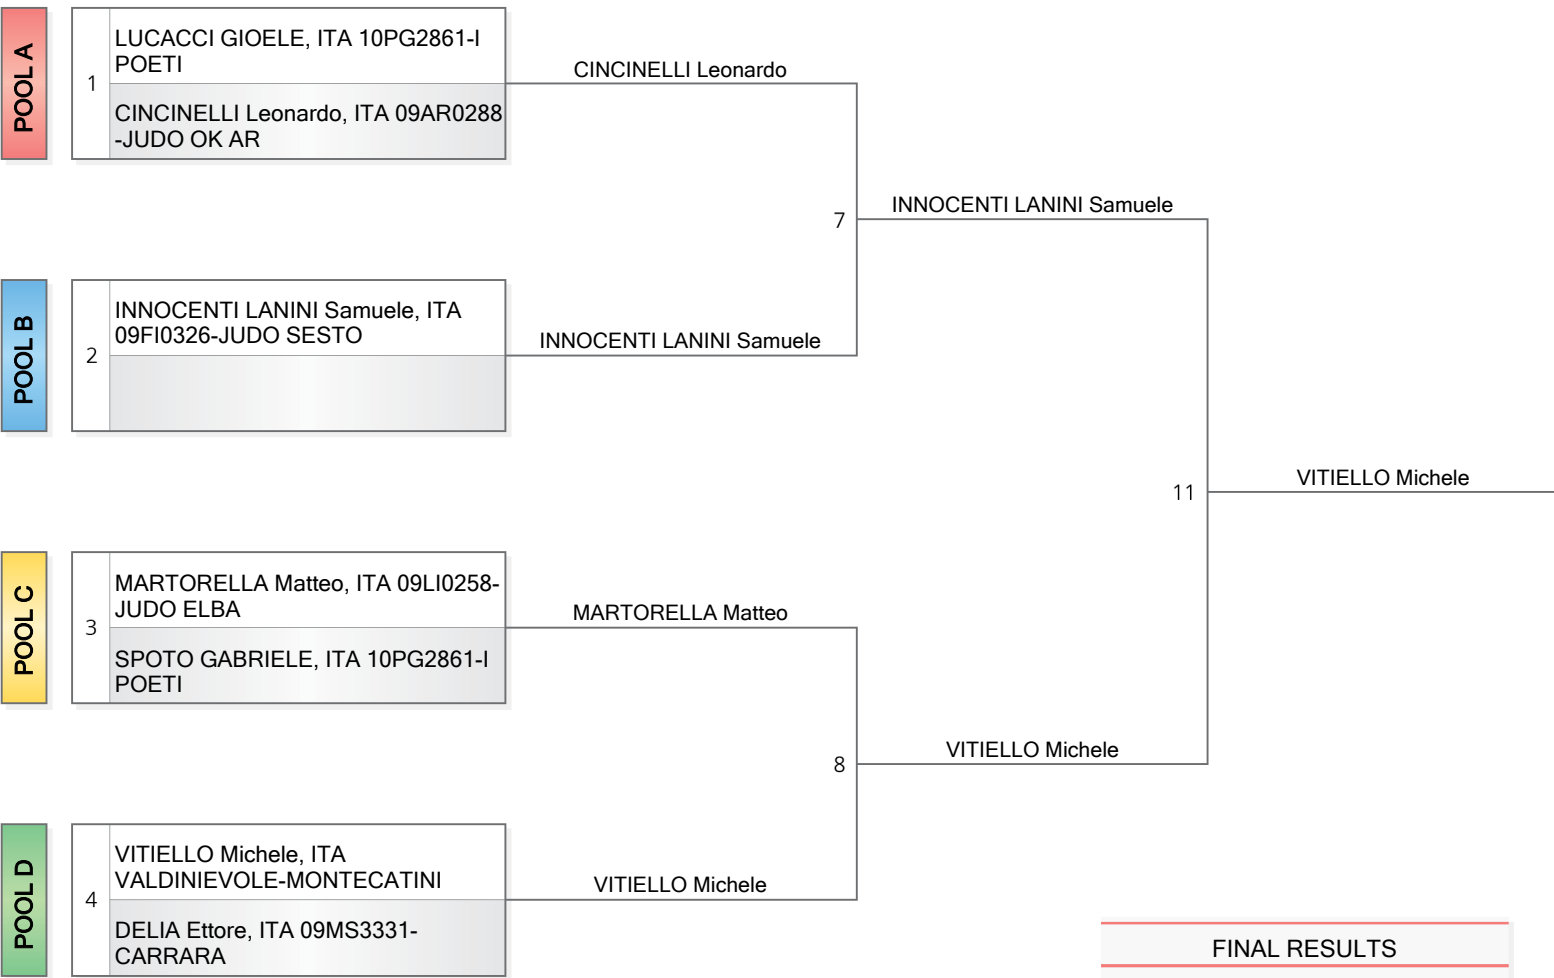 POOL A
1
LUCACCI GIOELE, ITA 10PG2861-I
POETI
CINCINELLI Leonardo, ITA 09AR0288
-JUDO OK AR
CINCINELLI Leonardo
7
INNOCENTI LANINI Samuele
POOL B
2
INNOCENTI LANINI Samuele, ITA
09FI0326-JUDO SESTO
INNOCENTI LANINI Samuele
11
VITIELLO Michele
POOL C
3
MARTORELLA Matteo, ITA 09LI0258-
JUDO ELBA
SPOTO GABRIELE, ITA 10PG2861-I
POETI
MARTORELLA Matteo
8
VITIELLO Michele
POOL D
4
VITIELLO Michele, ITA
VALDINIEVOLE-MONTECATINI
DELIA Ettore, ITA 09MS3331-
CARRARA
VITIELLO Michele
FINAL RESULTS